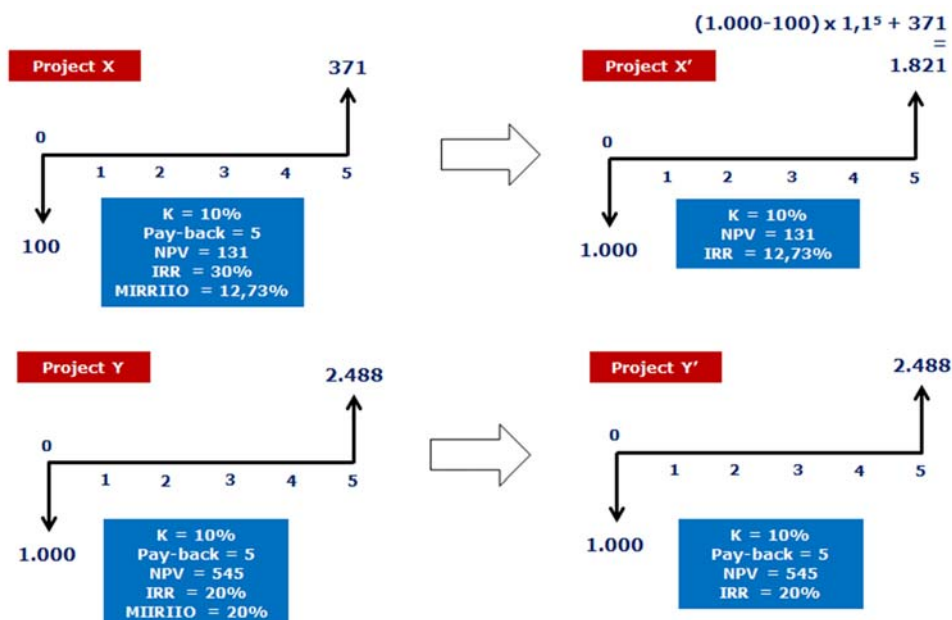 (1.000-100) x 1,1⁵ + 371
=
1.821
Project X
371
0
1 2 3 4 5
100
K = 10%
Pay-back = 5
NPV = 131
IRR = 30%
MIRRIIO = 12,73%
Project X’
0
1 2 3 4 5
1.000
K = 10%
NPV = 131
IRR = 12,73%
Project Y
2.488
0
1 2 3 4 5
1.000
K = 10%
Pay-back = 5
NPV = 545
IRR = 20%
MIIRIIO = 20%
Project Y’
2.488
0
1 2 3 4 5
1.000
K = 10%
Pay-back = 5
NPV = 545
IRR = 20%